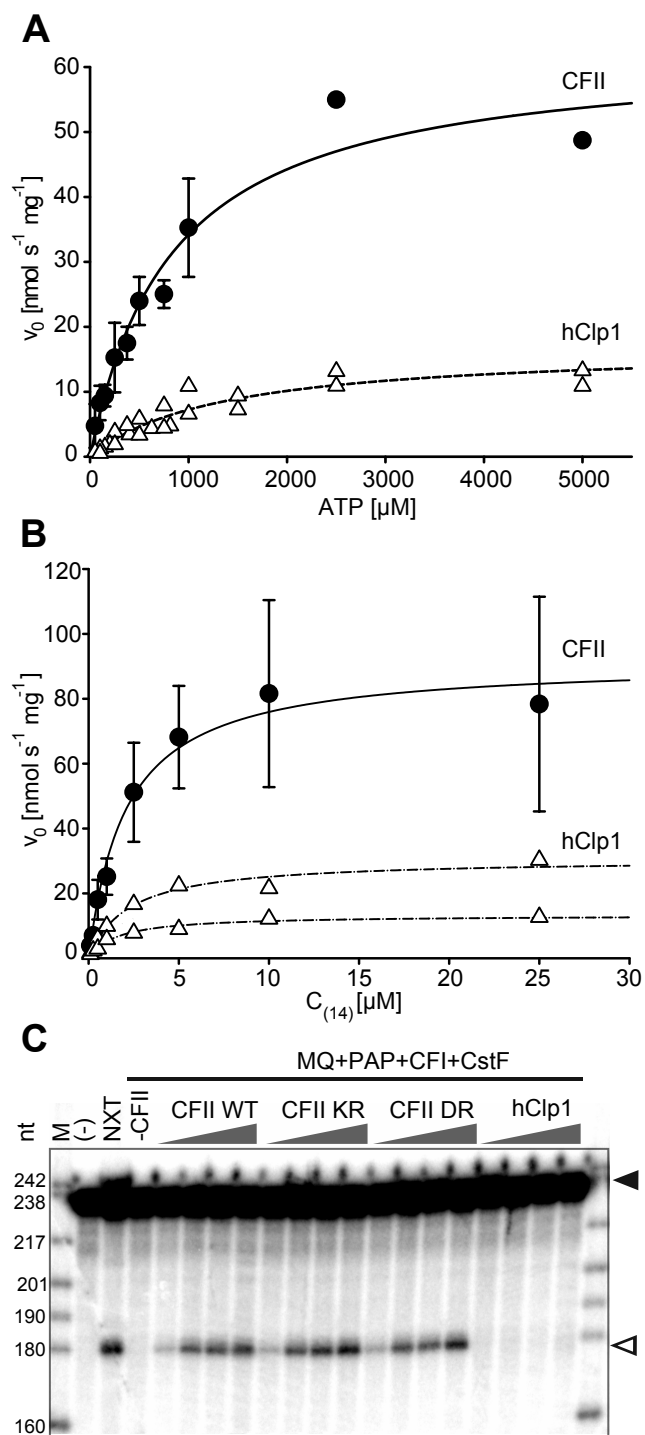 A
60
50
40
30
20
10
0
v₀ [nmol s⁻¹ mg⁻¹]
CFII
hClp1
0 1000 2000 3000 4000 5000
ATP [µM]
B
120
100
80
60
40
20
0
v₀ [nmol s⁻¹ mg⁻¹]
CFII
hClp1
0 5 10 15 20 25 30
C₍₁₄₎[µM]
C
MQ+PAP+CFI+CstF
nt M (-) NXT -CFII CFII WT CFII KR CFII DR hClp1
242
238
217
201
190
180
160